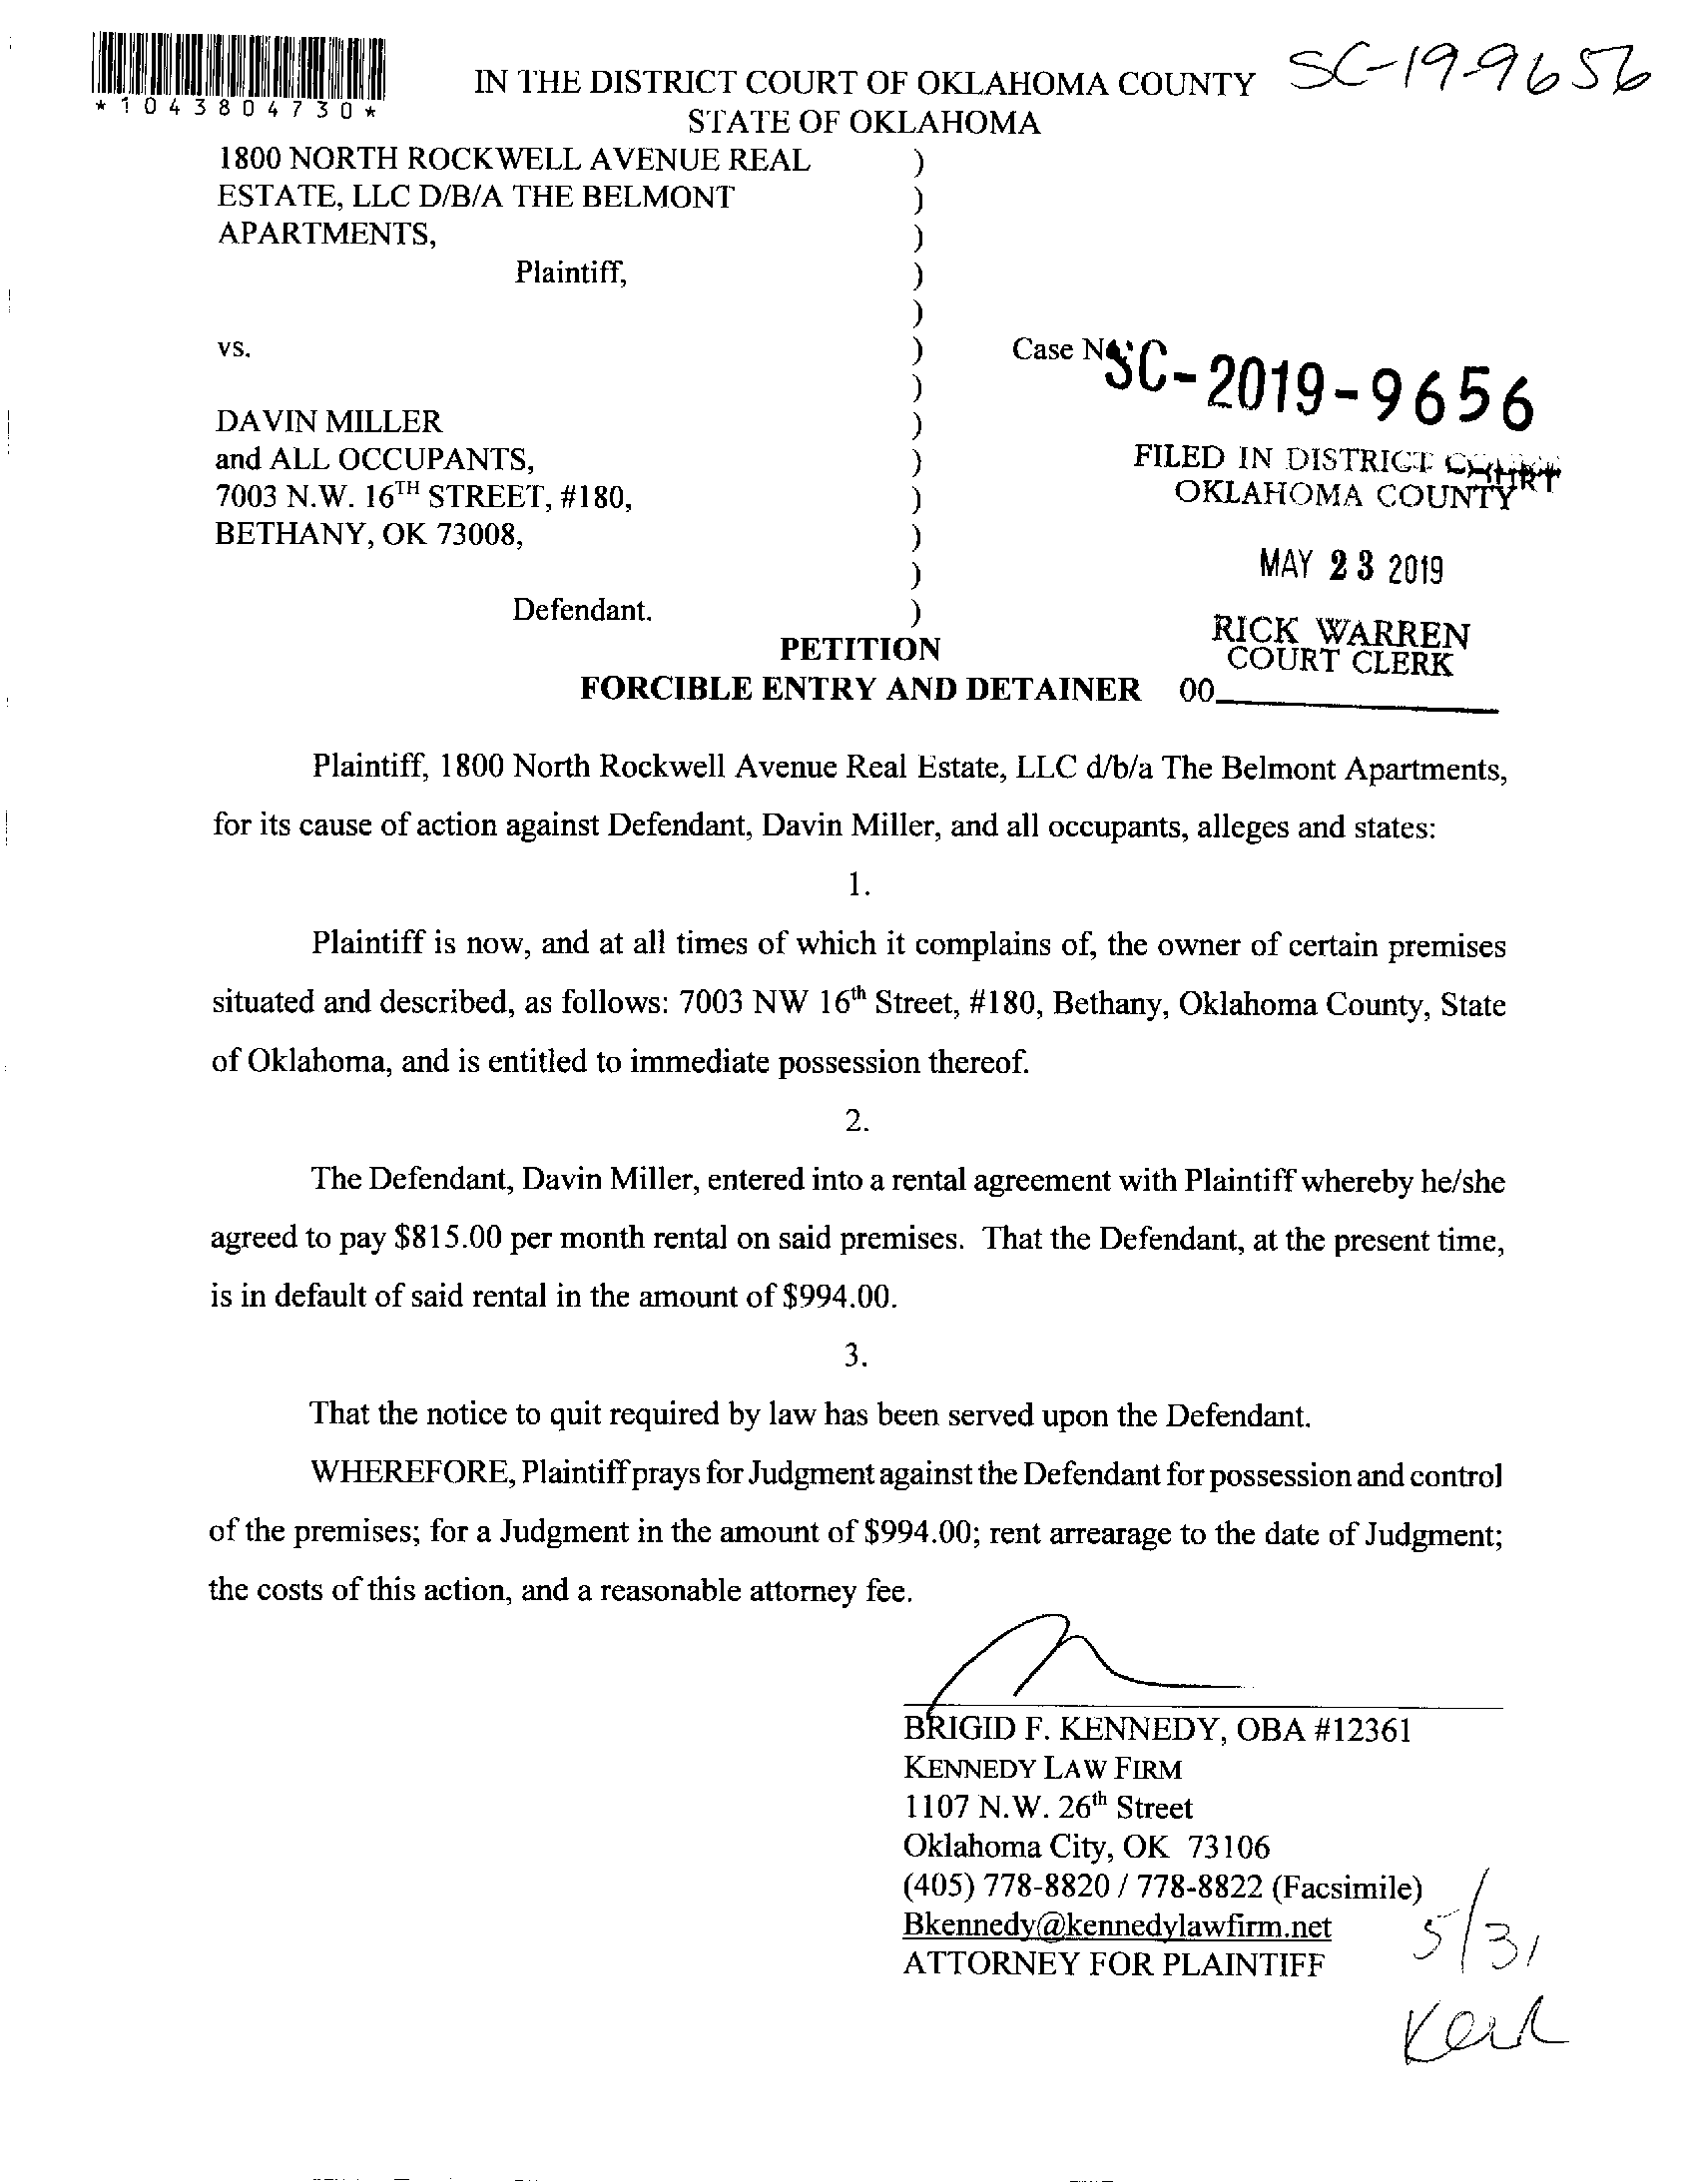 SC-19-9656
*1043804730*
IN THE DISTRICT COURT OF OKLAHOMA COUNTY
STATE OF OKLAHOMA
1800 NORTH ROCKWELL AVENUE REAL )
ESTATE, LLC D/B/A THE BELMONT )
APARTMENTS, )
Plaintiff, )
)
vs. ) Case No. SC-2019-9656
)
DAVIN MILLER )
and ALL OCCUPANTS, )
7003 N.W. 16TH STREET, #180, )
BETHANY, OK 73008, )
)
Defendant. )
FILED IN DISTRICT COURT
OKLAHOMA COUNTY
MAY 23 2019
RICK WARREN
COURT CLERK
00
PETITION
FORCIBLE ENTRY AND DETAINER
Plaintiff, 1800 North Rockwell Avenue Real Estate, LLC d/b/a The Belmont Apartments,
for its cause of action against Defendant, Davin Miller, and all occupants, alleges and states:
1.
Plaintiff is now, and at all times of which it complains of, the owner of certain premises
situated and described, as follows: 7003 NW 16th Street, #180, Bethany, Oklahoma County, State
of Oklahoma, and is entitled to immediate possession thereof.
2.
The Defendant, Davin Miller, entered into a rental agreement with Plaintiff whereby he/she
agreed to pay $815.00 per month rental on said premises. That the Defendant, at the present time,
is in default of said rental in the amount of $994.00.
3.
That the notice to quit required by law has been served upon the Defendant.
WHEREFORE, Plaintiff prays for Judgment against the Defendant for possession and control
of the premises; for a Judgment in the amount of $994.00; rent arrearage to the date of Judgment;
the costs of this action, and a reasonable attorney fee.
BRIGID F. KENNEDY, OBA #12361
KENNEDY LAW FIRM
1107 N.W. 26th Street
Oklahoma City, OK 73106
(405) 778-8820 / 778-8822 (Facsimile)
Bkennedy@kennedylawfirm.net
ATTORNEY FOR PLAINTIFF
5/31